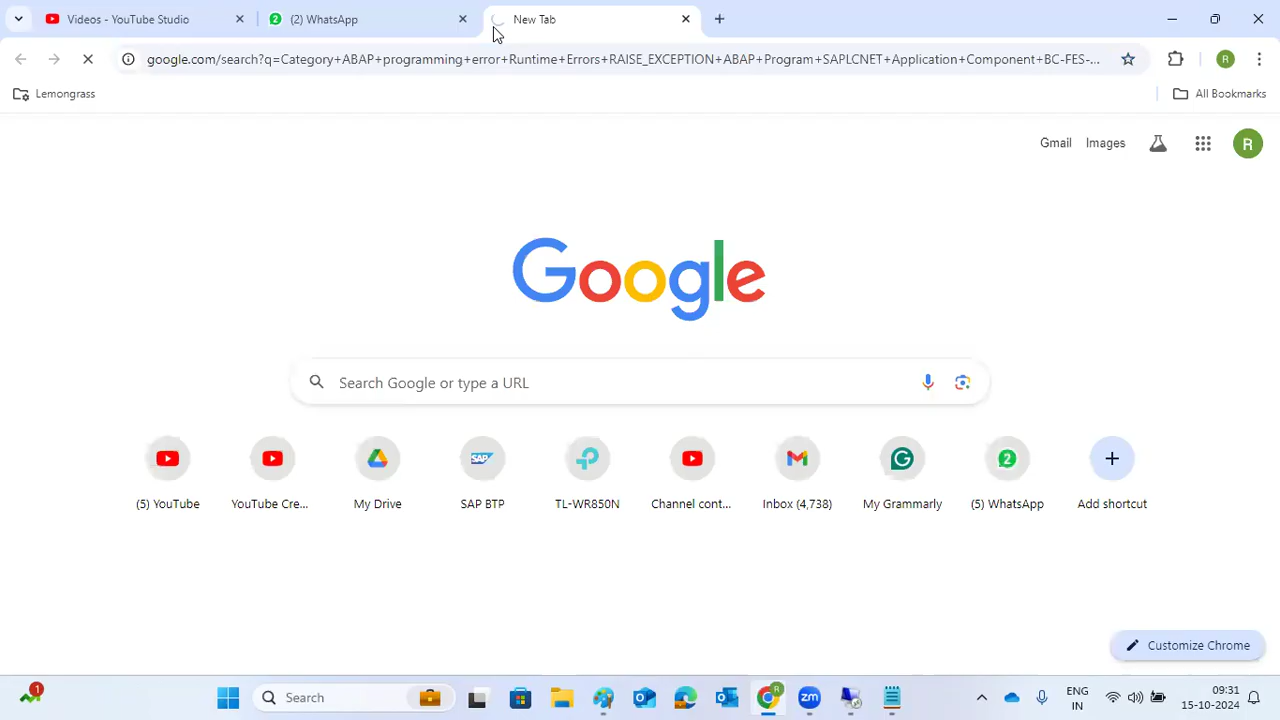 Videos - YouTube Studio
(2) WhatsApp
New Tab
google.com/search?q=Category+ABAP+programming+error+Runtime+Errors+RAISE_EXCEPTION+ABAP+Program+SAPLCNET+Application+Component+BC-FES-...
Lemongrass
All Bookmarks
Gmail Images
R
Google
Search Google or type a URL
(5) YouTube
YouTube Cre...
My Drive
SAP BTP
TL-WR850N
Channel cont...
Inbox (4,738)
My Grammarly
(5) WhatsApp
Add shortcut
Customize Chrome
1
Search
zm
ENG
IN
09:31
15-10-2024